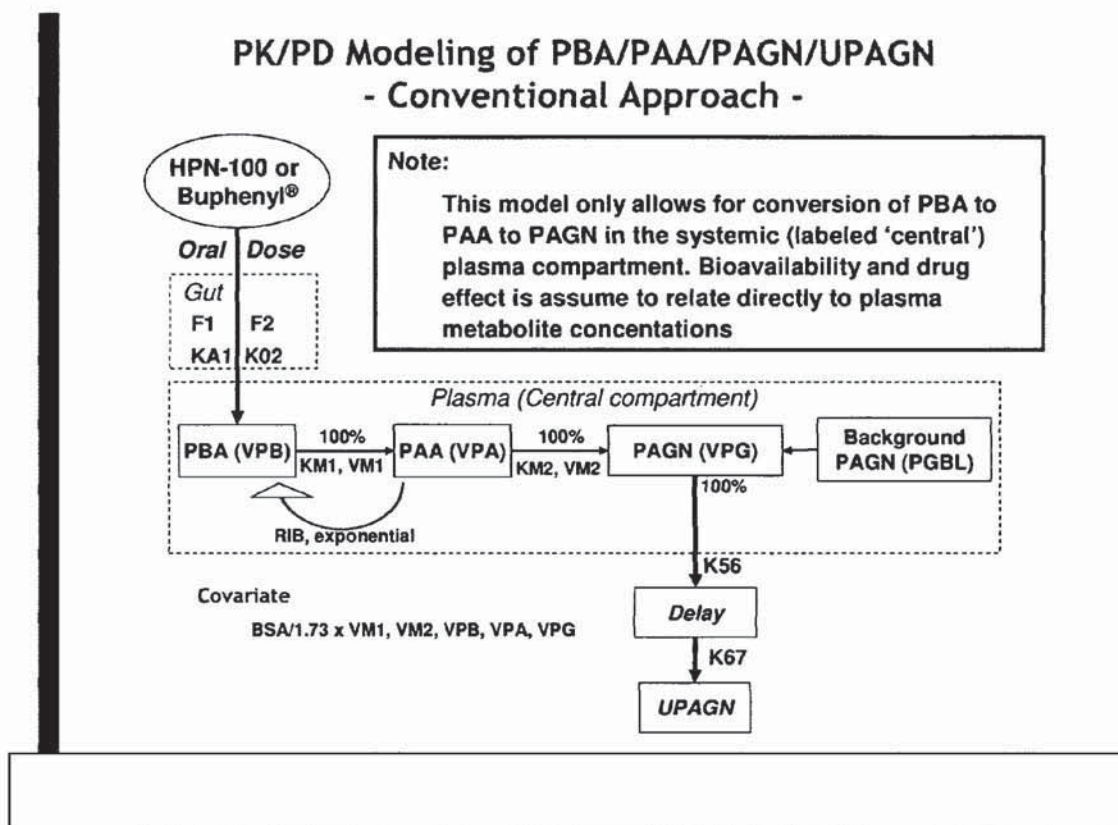 PK/PD Modeling of PBA/PAA/PAGN/UPAGN
- Conventional Approach -
HPN-100 or
Buphenyl®
Note:
This model only allows for conversion of PBA to
PAA to PAGN in the systemic (labeled 'central')
plasma compartment. Bioavailability and drug
effect is assume to relate directly to plasma
metabolite concentations
Oral Dose
Gut
F1 F2
KA1 K02
Plasma (Central compartment)
PBA (VPB)
100%
KM1, VM1
PAA (VPA)
100%
KM2, VM2
PAGN (VPG)
Background
PAGN (PGBL)
100%
RIB, exponential
K56
Covariate
BSA/1.73 x VM1, VM2, VPB, VPA, VPG
Delay
K67
UPAGN